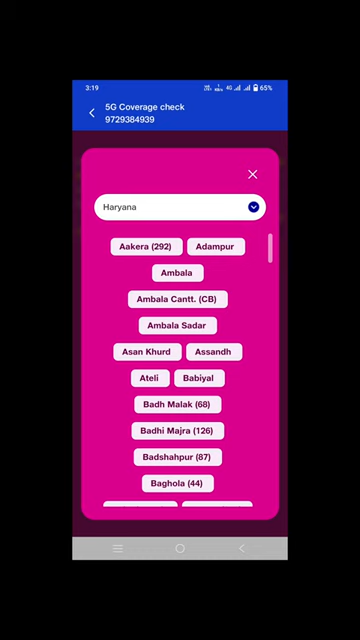 3:19
4G
65%
5G Coverage check
9729384939
Haryana
Aakera (292) Adampur
Ambala
Ambala Cantt. (CB)
Ambala Sadar
Asan Khurd Assandh
Ateli Babiyal
Badh Malak (68)
Badhi Majra (126)
Badshahpur (87)
Baghola (44)